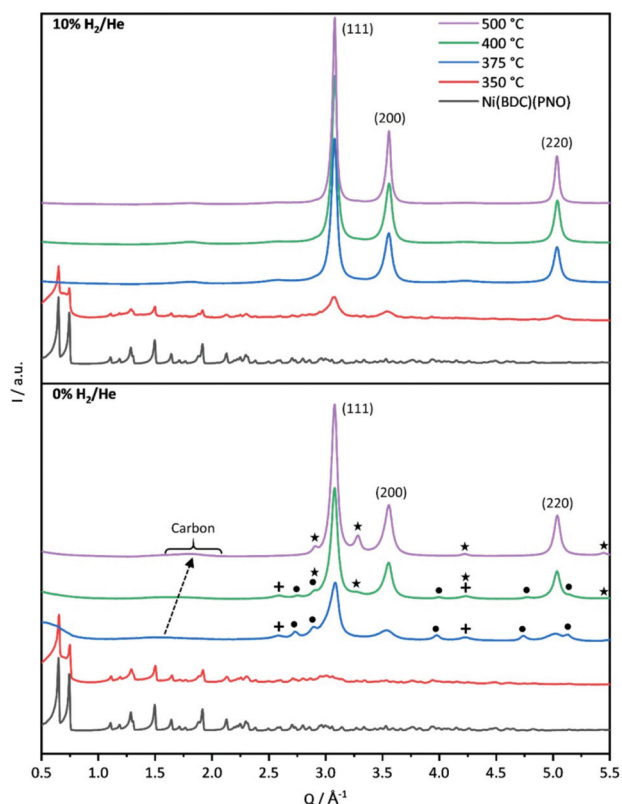 10% H₂/He
(111)
500 °C
400 °C
375 °C
350 °C
Ni(BDC)(PNO)
(200)
(220)
I / a.u.
0% H₂/He
(111)
(200)
(220)
Carbon
0.5 1.0 1.5 2.0 2.5 3.0 3.5 4.0 4.5 5.0 5.5
Q / Å⁻¹